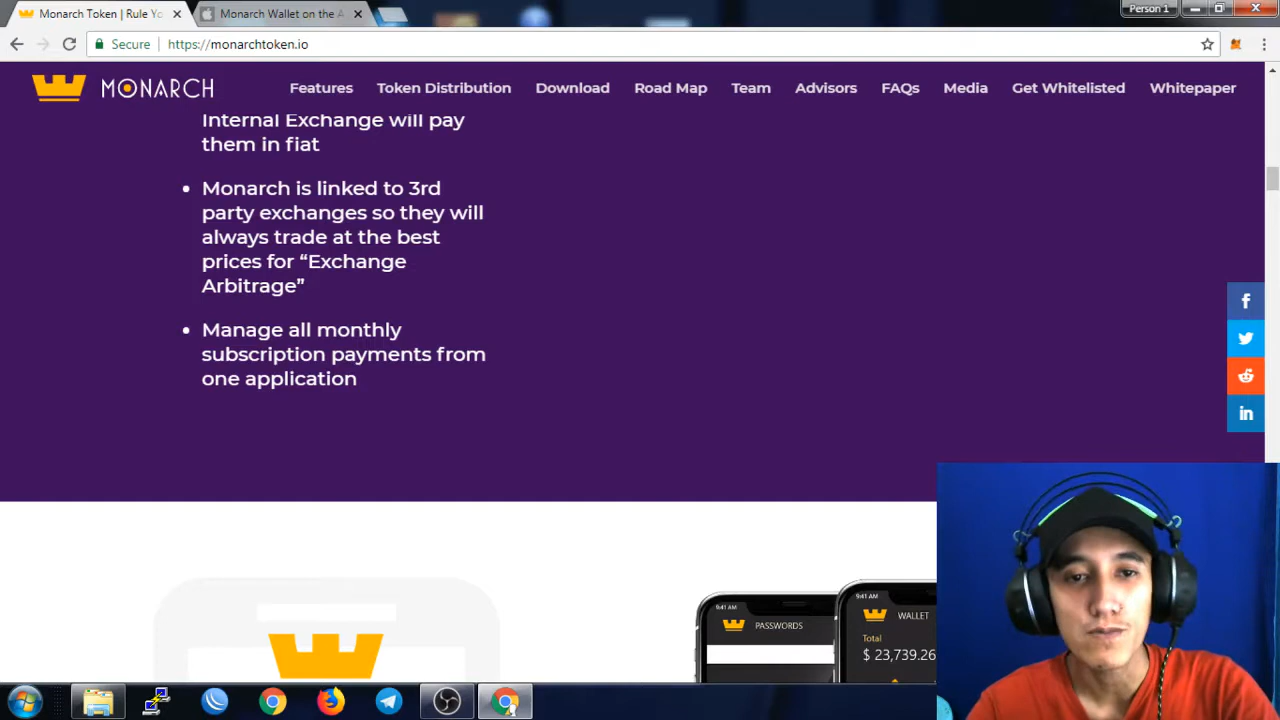 Monarch Token | Rule Yo
Monarch Wallet on the A
Person 1
Secure
https://monarchtoken.io
MONARCH
Features
Token Distribution
Download
Road Map
Team
Advisors
FAQs
Media
Get Whitelisted
Whitepaper
Internal Exchange will pay
them in fiat
Monarch is linked to 3rd
party exchanges so they will
always trade at the best
prices for “Exchange
Arbitrage”
Manage all monthly
subscription payments from
one application
9:41 AM
PASSWORDS
9:41 AM
WALLET
Total
$ 23,739.26